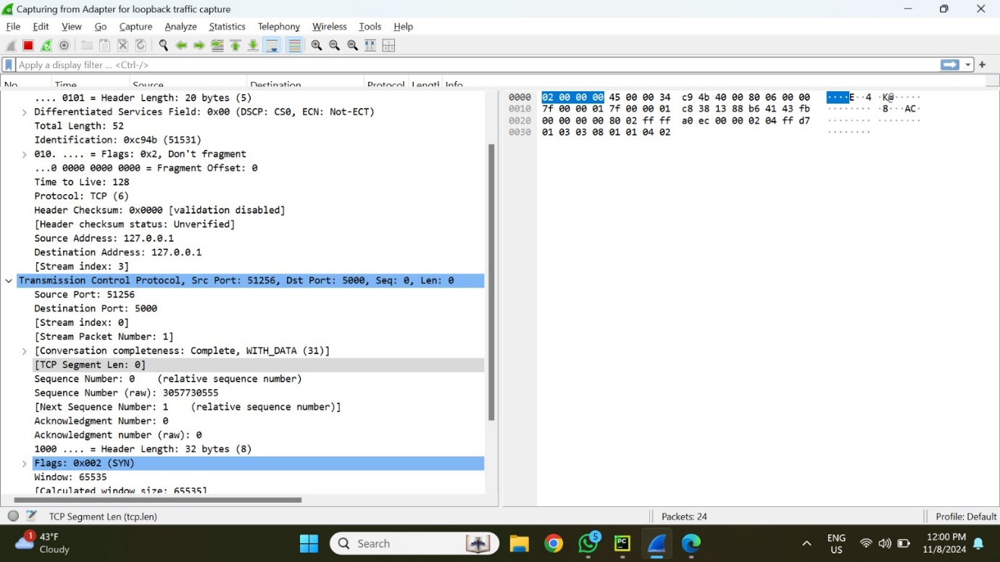 Capturing from Adapter for loopback traffic capture
File Edit View Go Capture Analyze Statistics Telephony Wireless Tools Help
Apply a display filter ... <Ctrl-/>
No. Time Source Destination Protocol Length Info
.... 0101 = Header Length: 20 bytes (5)
Differentiated Services Field: 0x00 (DSCP: CS0, ECN: Not-ECT)
Total Length: 52
Identification: 0xc94b (51531)
010. .... = Flags: 0x2, Don't fragment
...0 0000 0000 0000 = Fragment Offset: 0
Time to Live: 128
Protocol: TCP (6)
Header Checksum: 0x0000 [validation disabled]
[Header checksum status: Unverified]
Source Address: 127.0.0.1
Destination Address: 127.0.0.1
[Stream index: 3]
Transmission Control Protocol, Src Port: 51256, Dst Port: 5000, Seq: 0, Len: 0
Source Port: 51256
Destination Port: 5000
[Stream index: 0]
[Stream Packet Number: 1]
[Conversation completeness: Complete, WITH_DATA (31)]
[TCP Segment Len: 0]
Sequence Number: 0 (relative sequence number)
Sequence Number (raw): 3057730555
[Next Sequence Number: 1 (relative sequence number)]
Acknowledgment Number: 0
Acknowledgment number (raw): 0
1000 .... = Header Length: 32 bytes (8)
Flags: 0x002 (SYN)
Window: 65535
[Calculated window size: 65535]
0000 02 00 00 00 45 00 00 34 c9 4b 40 00 80 06 00 00 ····E··4 ·K@·····
0010 7f 00 00 01 7f 00 00 01 c8 38 13 88 b6 41 43 fb ········ ·8···AC·
0020 00 00 00 00 80 02 ff ff a0 ec 00 00 02 04 ff d7 ········ ········
0030 01 03 03 08 01 01 04 02 ········
TCP Segment Len (tcp.len) Packets: 24 Profile: Default
1 43°F
Cloudy
Search
5
PC
ENG
US
12:00 PM
11/8/2024